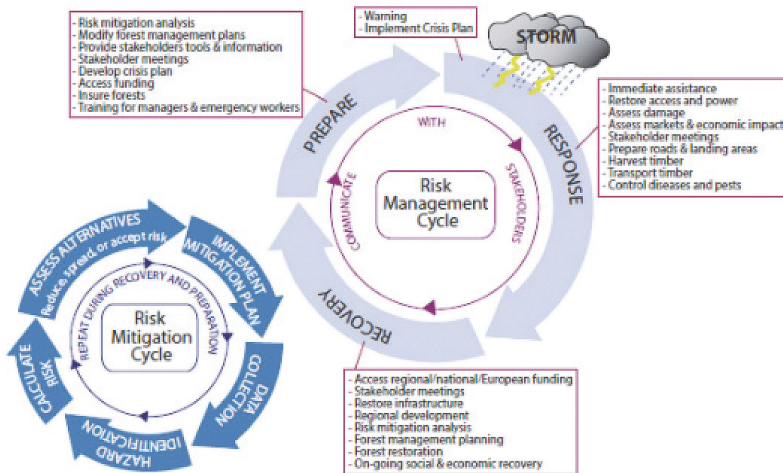 - Risk mitigation analysis
- Modify forest management plans
- Provide stakeholders tools & information
- Stakeholder meetings
- Develop crisis plan
- Access funding
- Insure forests
- Training for managers & emergency workers
- Warning
- Implement Crisis Plan
STORM
- Immediate assistance
- Restore access and power
- Assess damage
- Assess markets & economic impact
- Stakeholder meetings
- Prepare roads & landing areas
- Harvest timber
- Transport timber
- Control diseases and pests
PREPARE
RESPONSE
RECOVERY
COMMUNICATE
WITH
STAKEHOLDERS
Risk
Management
Cycle
ASSESS ALTERNATIVES
Reduce, spread, or accept risk
IMPLEMENT
MITIGATION PLAN
DATA
COLLECTION
HAZARD
IDENTIFICATION
CALCULATE
RISK
REPEAT DURING RECOVERY AND PREPARATION
Risk
Mitigation
Cycle
- Access regional/national/European funding
- Stakeholder meetings
- Restore infrastructure
- Regional development
- Risk mitigation analysis
- Forest management planning
- Forest restoration
- On-going social & economic recovery